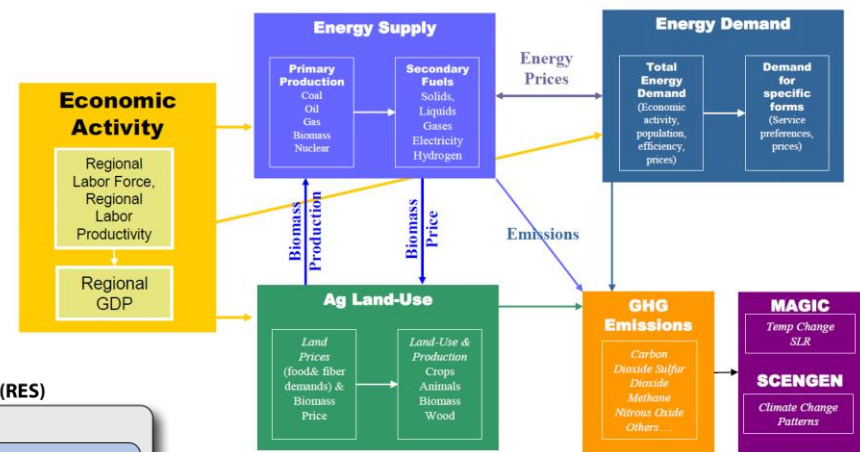 Economic
Activity
Regional
Labor Force,
Regional
Labor
Productivity
Regional
GDP
Energy Supply
Primary
Production
Coal
Oil
Gas
Biomass
Nuclear
Secondary
Fuels
Solids,
Liquids
Gases
Electricity
Hydrogen
Energy
Prices
Energy Demand
Total
Energy
Demand
(Economic
activity,
population,
efficiency,
prices)
Demand
for
specific
forms
(Service
preferences,
prices)
Biomass
Production
Biomass
Price
Emissions
Ag Land-Use
Land
Prices
(food& fiber
demands) &
Biomass
Price
Land-Use &
Production
Crops
Animals
Biomass
Wood
GHG
Emissions
Carbon
Dioxide Sulfur
Dioxide
Methane
Nitrous Oxide
Others….
MAGIC
Temp Change
SLR
SCENGEN
Climate Change
Patterns
(RES)